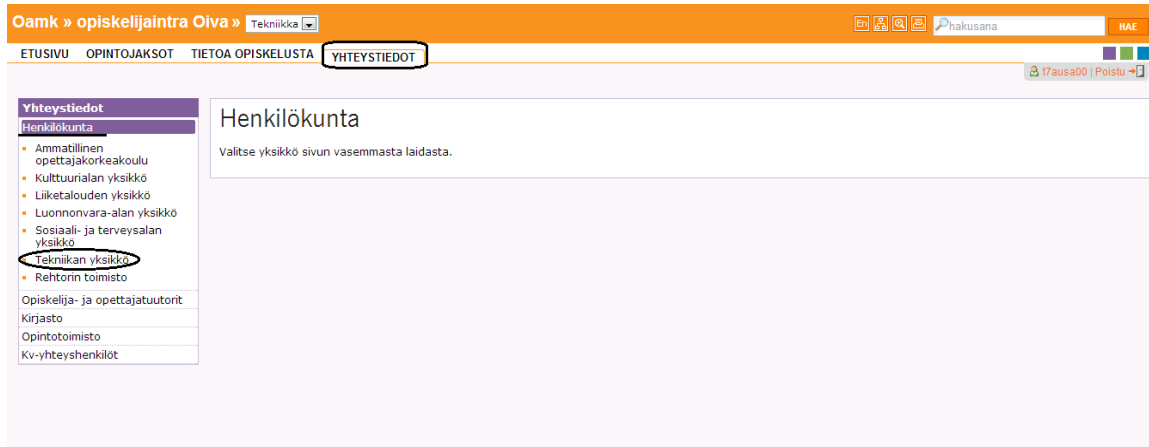 Oamk » opiskelijaintra Oiva » Tekniikka
En hakusana HAE
ETUSIVU OPINTOJAKSOT TIETOA OPISKELUSTA YHTEYSTIEDOT
t7ausa00 | Poistu
Yhteystiedot
Henkilökunta
Ammatillinen
opettajakorkeakoulu
Kulttuurialan yksikkö
Liiketalouden yksikkö
Luonnonvara-alan yksikkö
Sosiaali- ja terveysalan
yksikkö
Tekniikan yksikkö
Rehtorin toimisto
Opiskelija- ja opettajatuutorit
Kirjasto
Opintotoimisto
Kv-yhteyshenkilöt
Henkilökunta
Valitse yksikkö sivun vasemmasta laidasta.